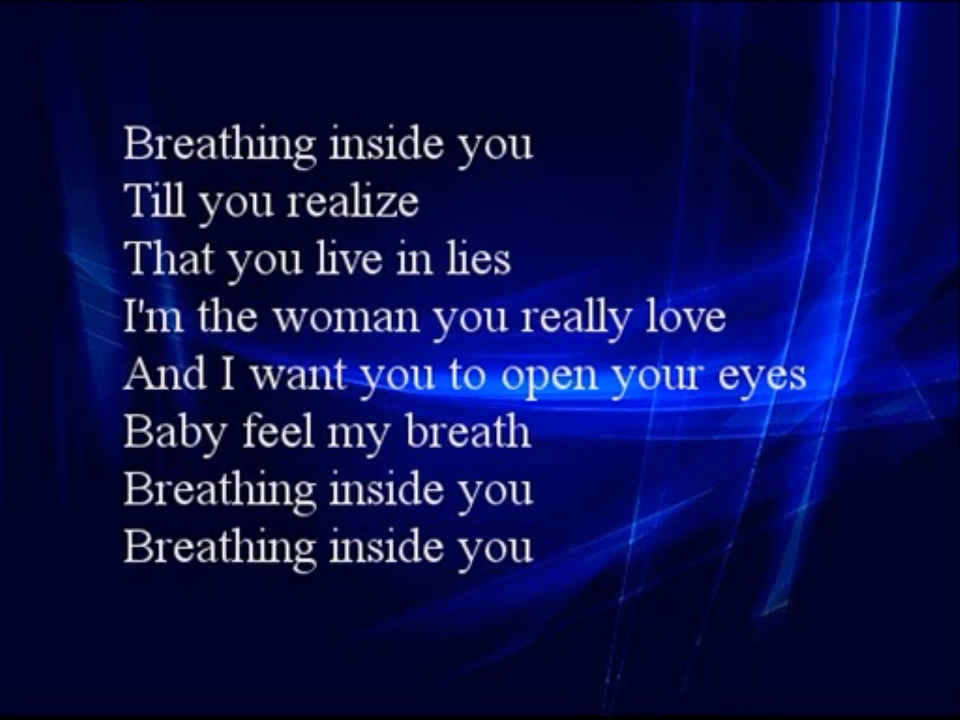 Breathing inside you
Till you realize
That you live in lies
I'm the woman you really love
And I want you to open your eyes
Baby feel my breath
Breathing inside you
Breathing inside you